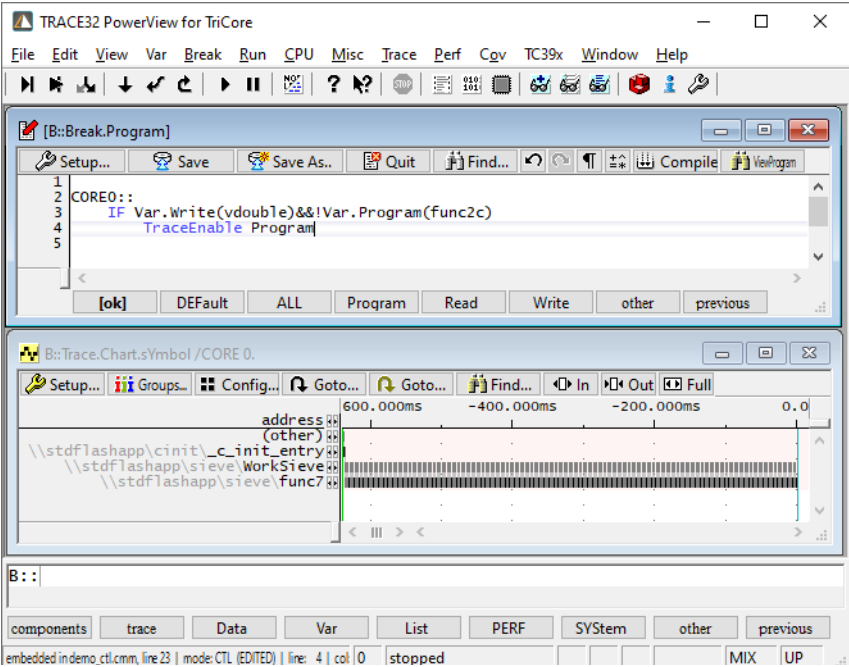 TRACE32 PowerView for TriCore
File Edit View Var Break Run CPU Misc Trace Perf Cov TC39x Window Help
[B::Break.Program]
Setup... Save Save As.. Quit Find... Compile ViewProgram
1
2 CORE0::
3 IF Var.Write(vdouble)&&!Var.Program(func2c)
4 TraceEnable Program
5
[ok] DEFault ALL Program Read Write other previous
B::Trace.Chart.sYmbol /CORE 0.
Setup... Groups... Config... Goto... Goto... Find... In Out Full
600.000ms -400.000ms -200.000ms 0.0
address
(other)
\\stdflashapp\cinit\_c_init_entry
\\stdflashapp\sieve\WorkSieve
\\stdflashapp\sieve\func7
B::
components trace Data Var List PERF SYStem other previous
embedded in demo_ctl.cmm, line 23 | mode: CTL (EDITED) | line: 4 | col: 0 stopped MIX UP